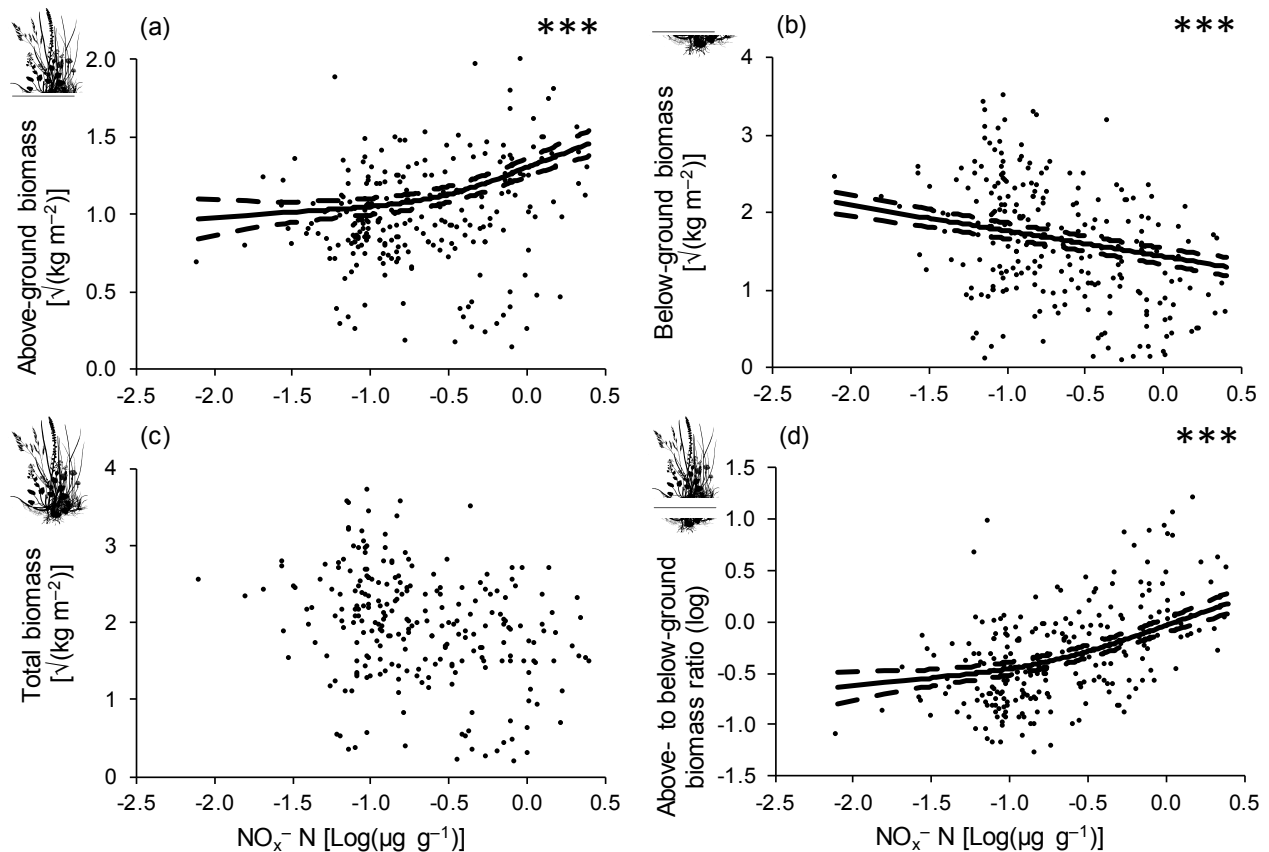 (a)
***
Above-ground biomass
[√(kg m⁻²)]
2.0
1.5
1.0
0.5
0.0
-2.5 -2.0 -1.5 -1.0 -0.5 0.0 0.5
(b)
***
Below-ground biomass
[√(kg m⁻²)]
4
3
2
1
0
-2.5 -2.0 -1.5 -1.0 -0.5 0.0 0.5
(c)
Total biomass
[√(kg m⁻²)]
4
3
2
1
0
-2.5 -2.0 -1.5 -1.0 -0.5 0.0 0.5
NOₓ⁻ N [Log(µg g⁻¹)]
(d)
***
Above- to below-ground
biomass ratio (log)
1.5
1.0
0.5
0.0
-0.5
-1.0
-1.5
-2.5 -2.0 -1.5 -1.0 -0.5 0.0 0.5
NOₓ⁻ N [Log(µg g⁻¹)]